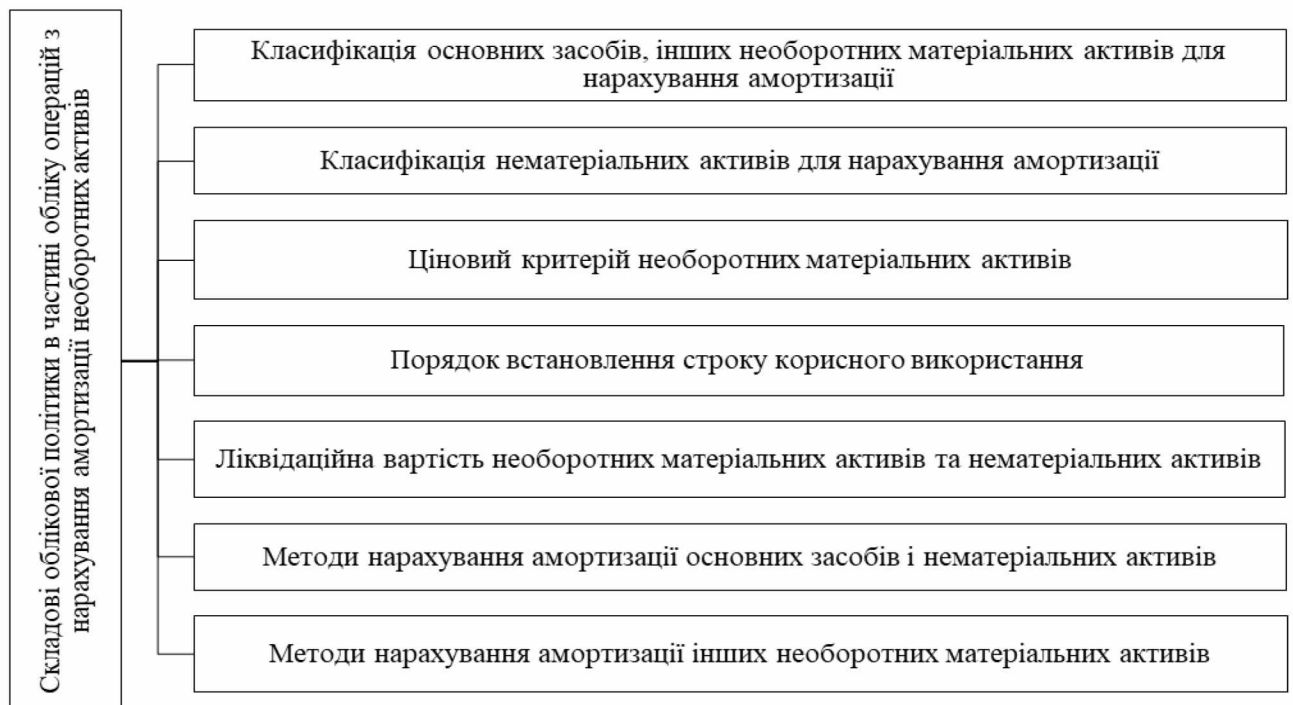 Складові облікової політики в частині обліку операцій з
нарахування амортизації необоротних активів
Класифікація основних засобів, інших необоротних матеріальних активів для
нарахування амортизації
Класифікація нематеріальних активів для нарахування амортизації
Ціновий критерій необоротних матеріальних активів
Порядок встановлення строку корисного використання
Ліквідаційна вартість необоротних матеріальних активів та нематеріальних активів
Методи нарахування амортизації основних засобів і нематеріальних активів
Методи нарахування амортизації інших необоротних матеріальних активів